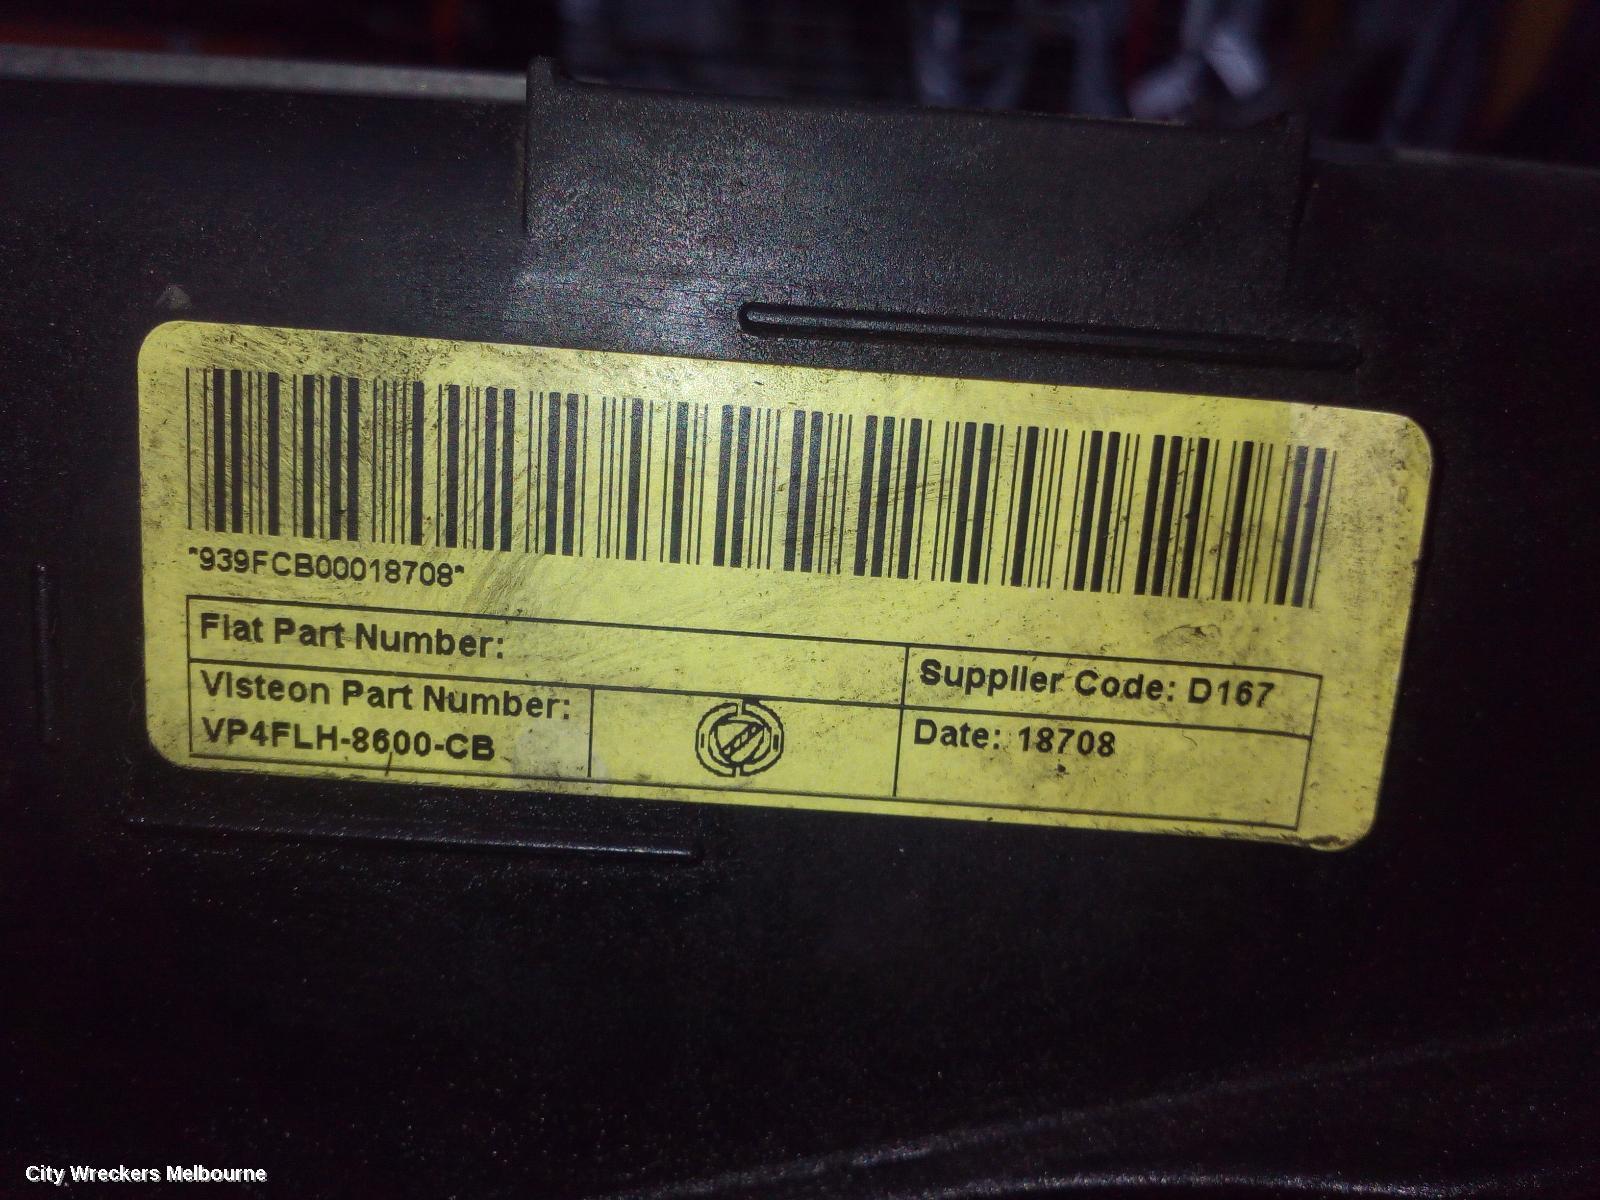 *939FCB00018708*
Fiat Part Number:
Supplier Code: D167
Visteon Part Number:
VP4FLH-8600-CB
Date: 18708
City Wreckers Melbourne